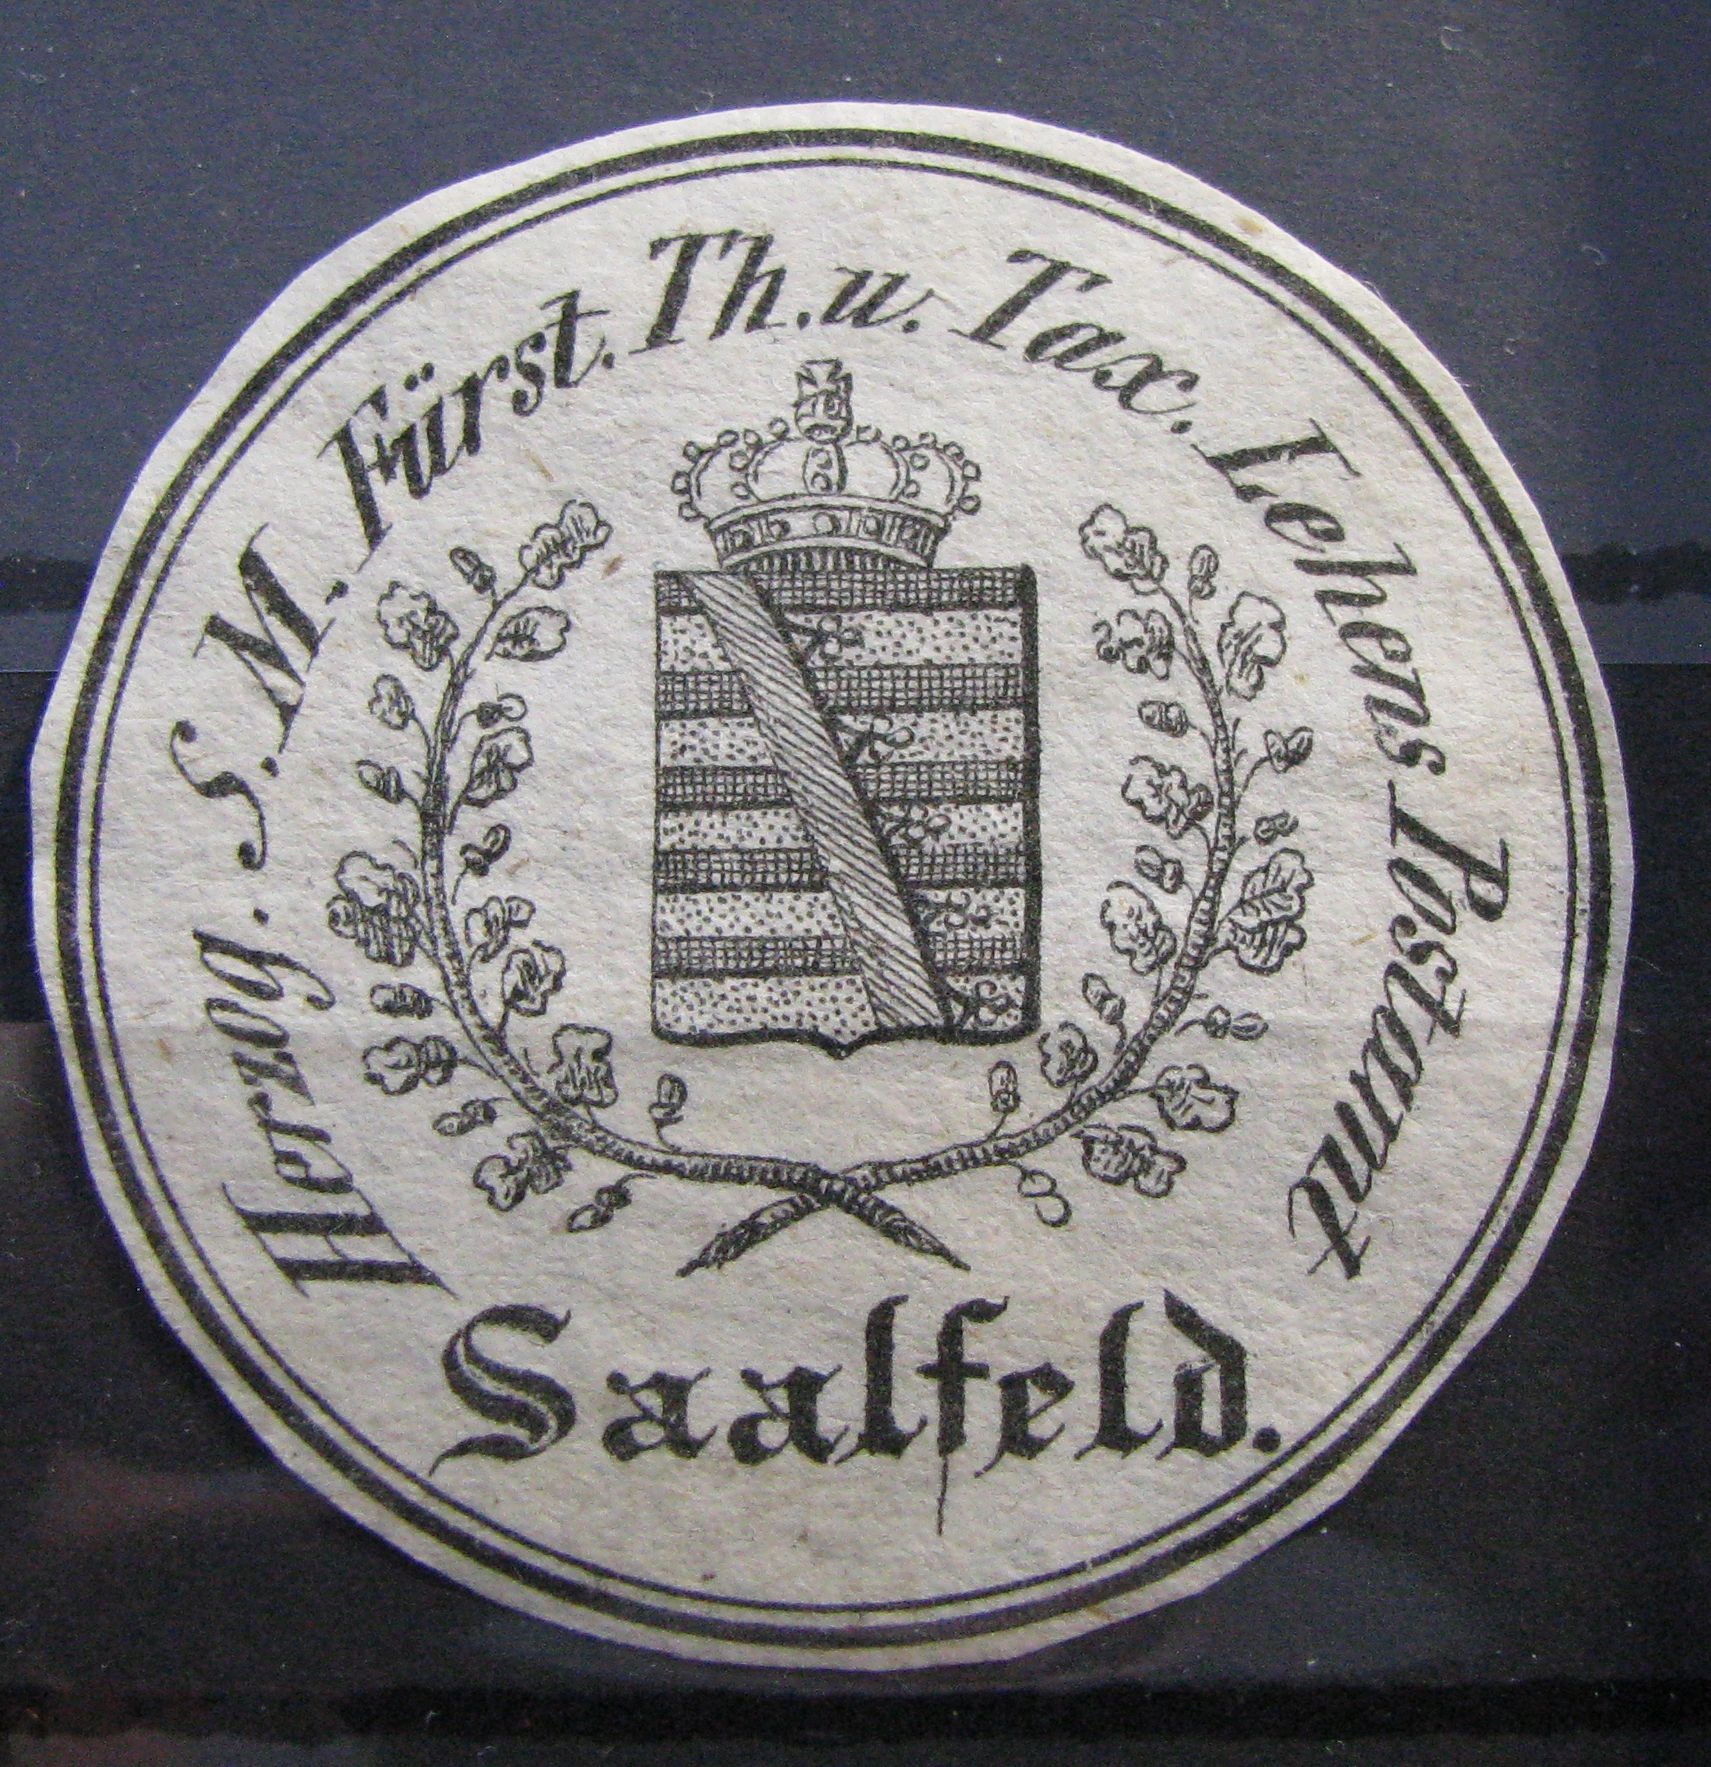 Herzog. S. M. Fürst. Th. u. Tax. Lehens Postamt
Saalfeld.